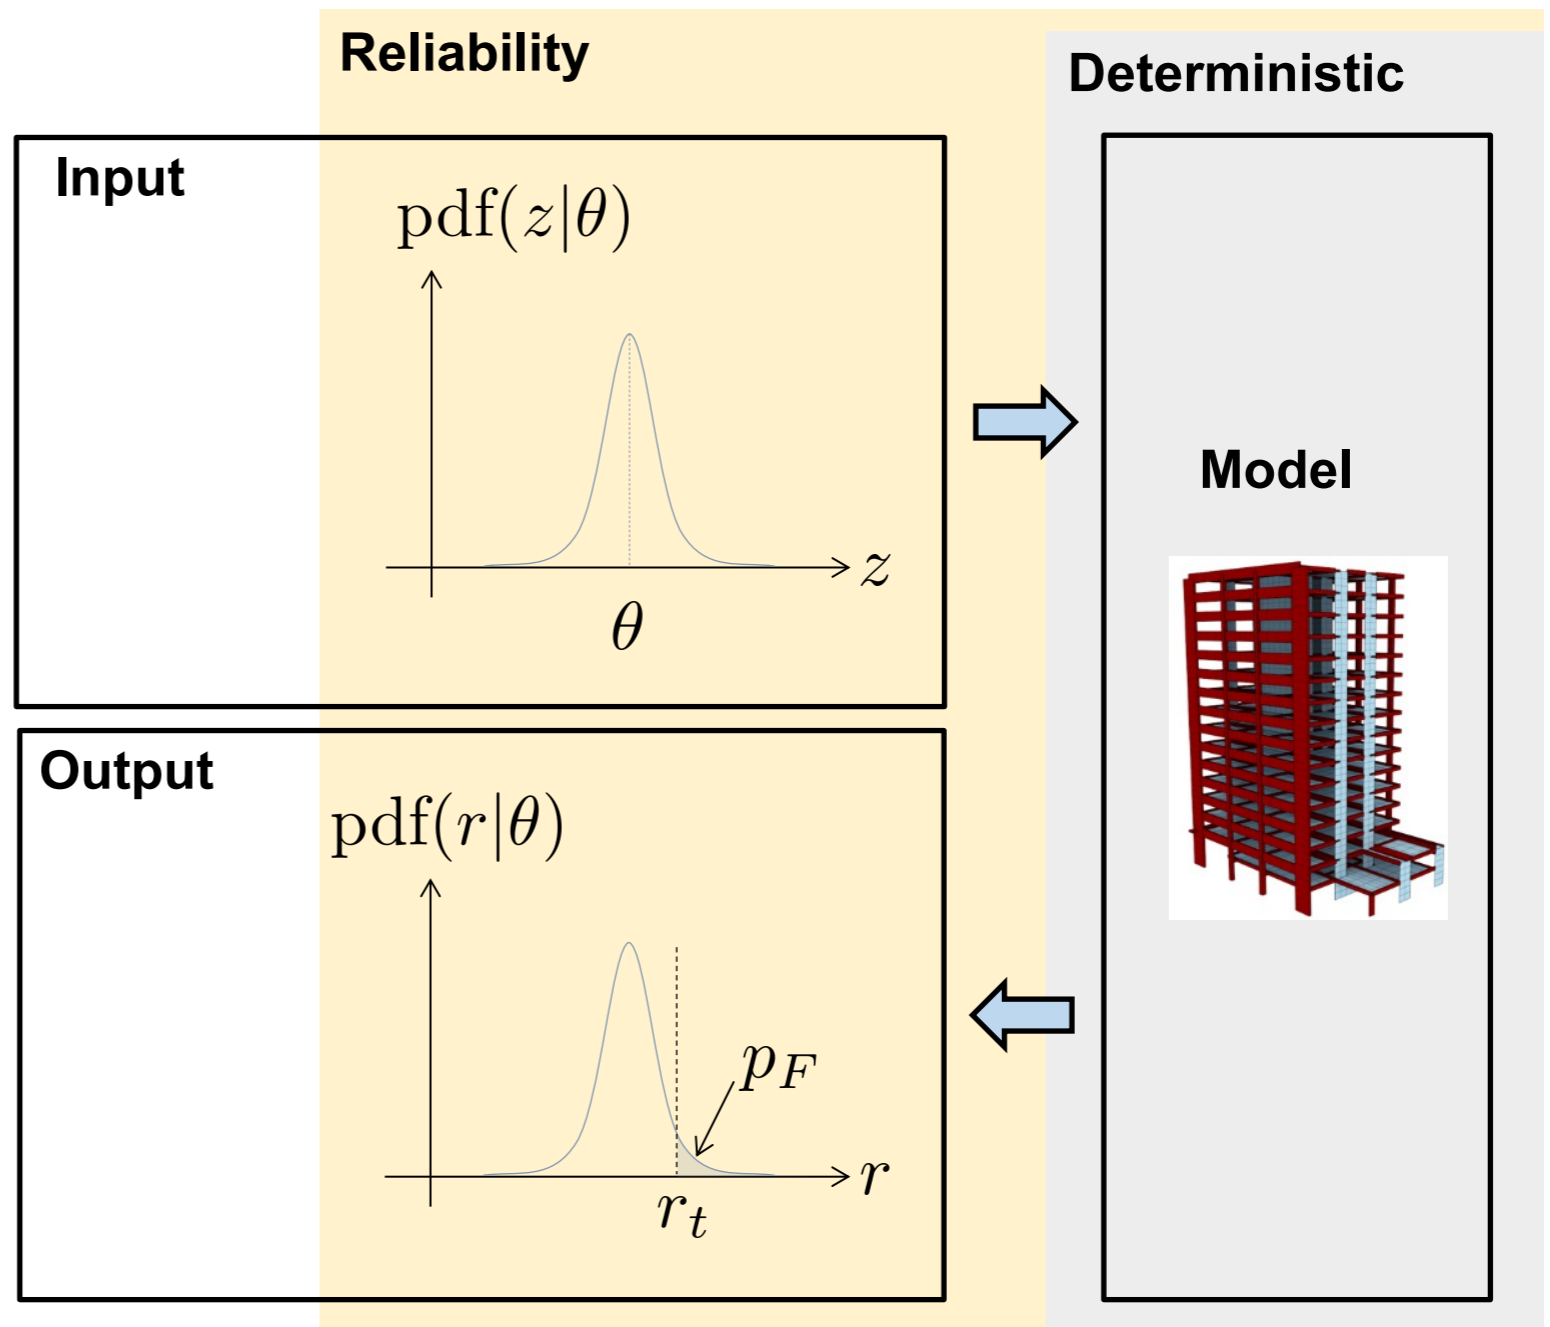 Reliability
Deterministic
Input
pdf(z|θ)
z
θ
Model
Output
pdf(r|θ)
p_F
r
r_t